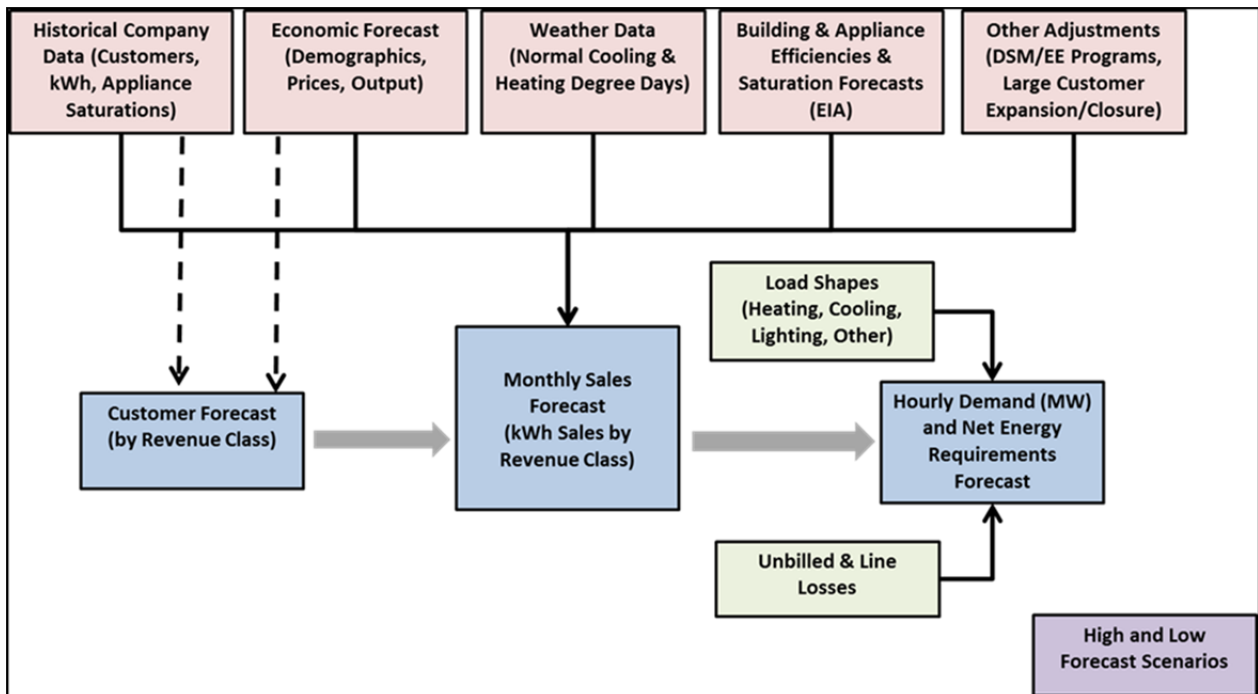 Historical Company
Data (Customers,
kWh, Appliance
Saturations)
Economic Forecast
(Demographics,
Prices, Output)
Weather Data
(Normal Cooling &
Heating Degree Days)
Building & Appliance
Efficiencies &
Saturation Forecasts
(EIA)
Other Adjustments
(DSM/EE Programs,
Large Customer
Expansion/Closure)
Load Shapes
(Heating, Cooling,
Lighting, Other)
Customer Forecast
(by Revenue Class)
Monthly Sales
Forecast
(kWh Sales by
Revenue Class)
Hourly Demand (MW)
and Net Energy
Requirements
Forecast
Unbilled & Line
Losses
High and Low
Forecast Scenarios